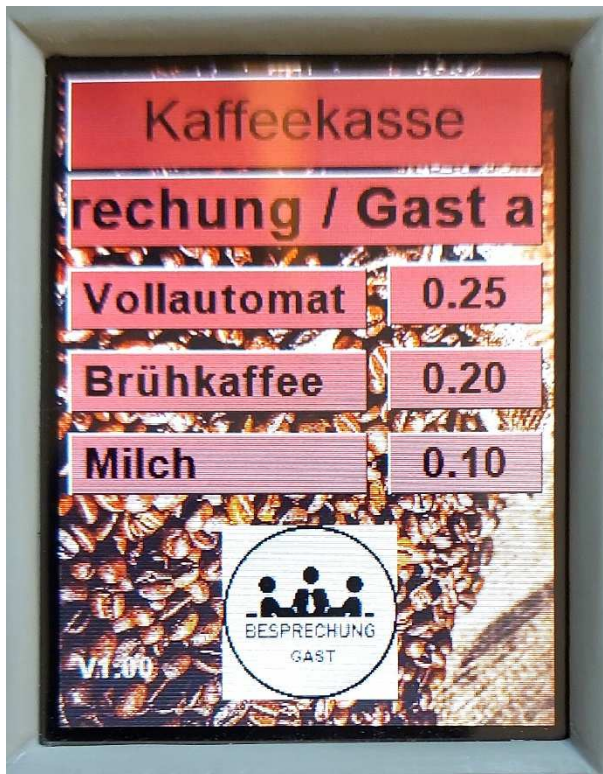 Kaffeekasse
rechung / Gast a
Vollautomat 0.25
Brühkaffee 0.20
Milch 0.10
BESPRECHUNG
GAST
V1.00